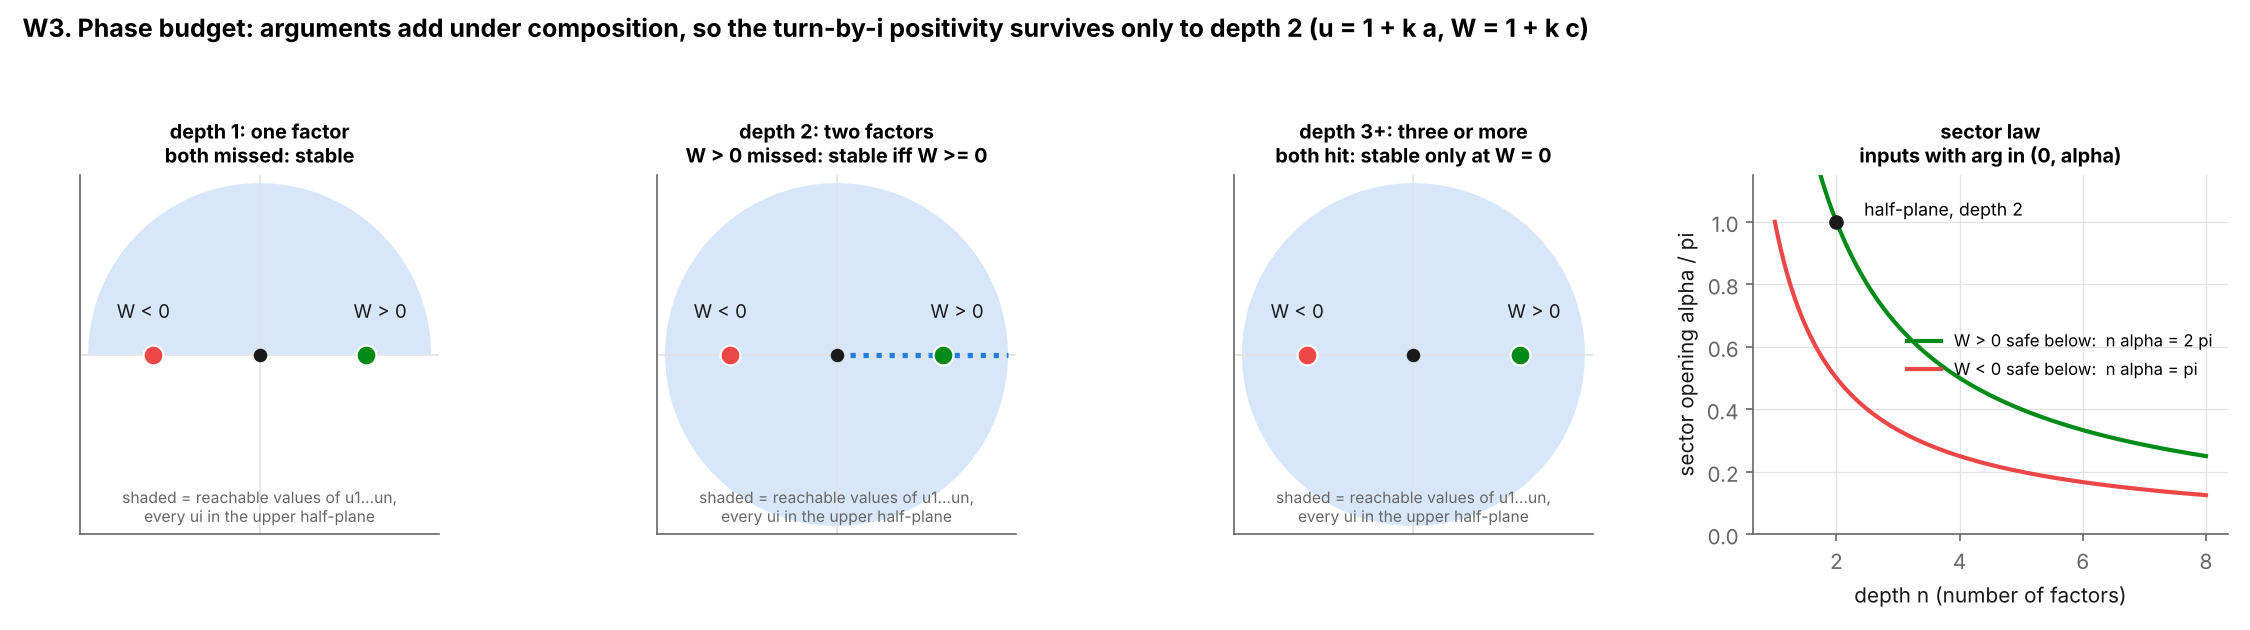 W3. Phase budget: arguments add under composition, so the turn-by-i positivity survives only to depth 2 (u = 1 + k a, W = 1 + k c)
depth 1: one factor
both missed: stable
W < 0
W > 0
shaded = reachable values of u1...un,
every ui in the upper half-plane
depth 2: two factors
W > 0 missed: stable iff W >= 0
W < 0
W > 0
shaded = reachable values of u1...un,
every ui in the upper half-plane
depth 3+: three or more
both hit: stable only at W = 0
W < 0
W > 0
shaded = reachable values of u1...un,
every ui in the upper half-plane
sector law
inputs with arg in (0, alpha)
half-plane, depth 2
W > 0 safe below: n alpha = 2 pi
W < 0 safe below: n alpha = pi
sector opening alpha / pi
1.0
0.8
0.6
0.4
0.2
0.0
2
4
6
8
depth n (number of factors)